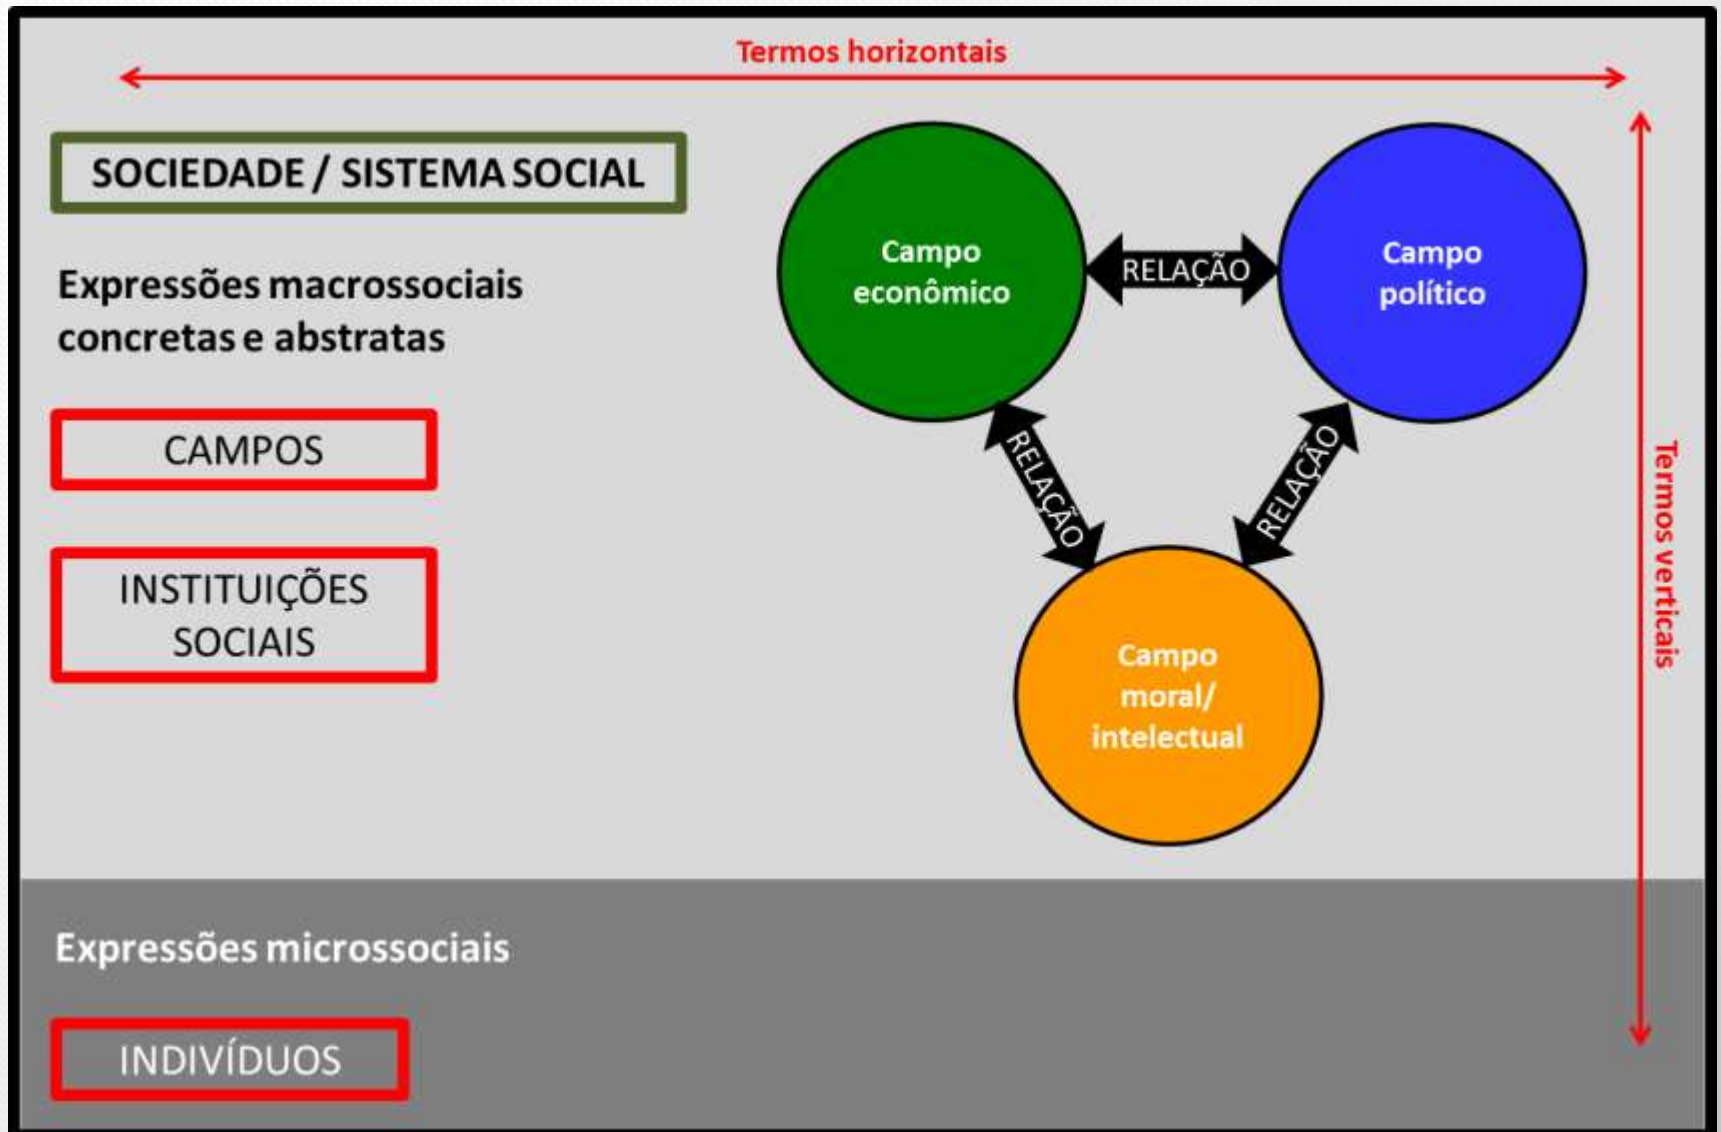 Termos horizontais
SOCIEDADE / SISTEMA SOCIAL
Expressões macrossociais
concretas e abstratas
CAMPOS
INSTITUIÇÕES
SOCIAIS
Campo
econômico
RELAÇÃO
Campo
político
RELAÇÃO
RELAÇÃO
Campo
moral/
intelectual
Termos verticais
Expressões microssociais
INDIVÍDUOS